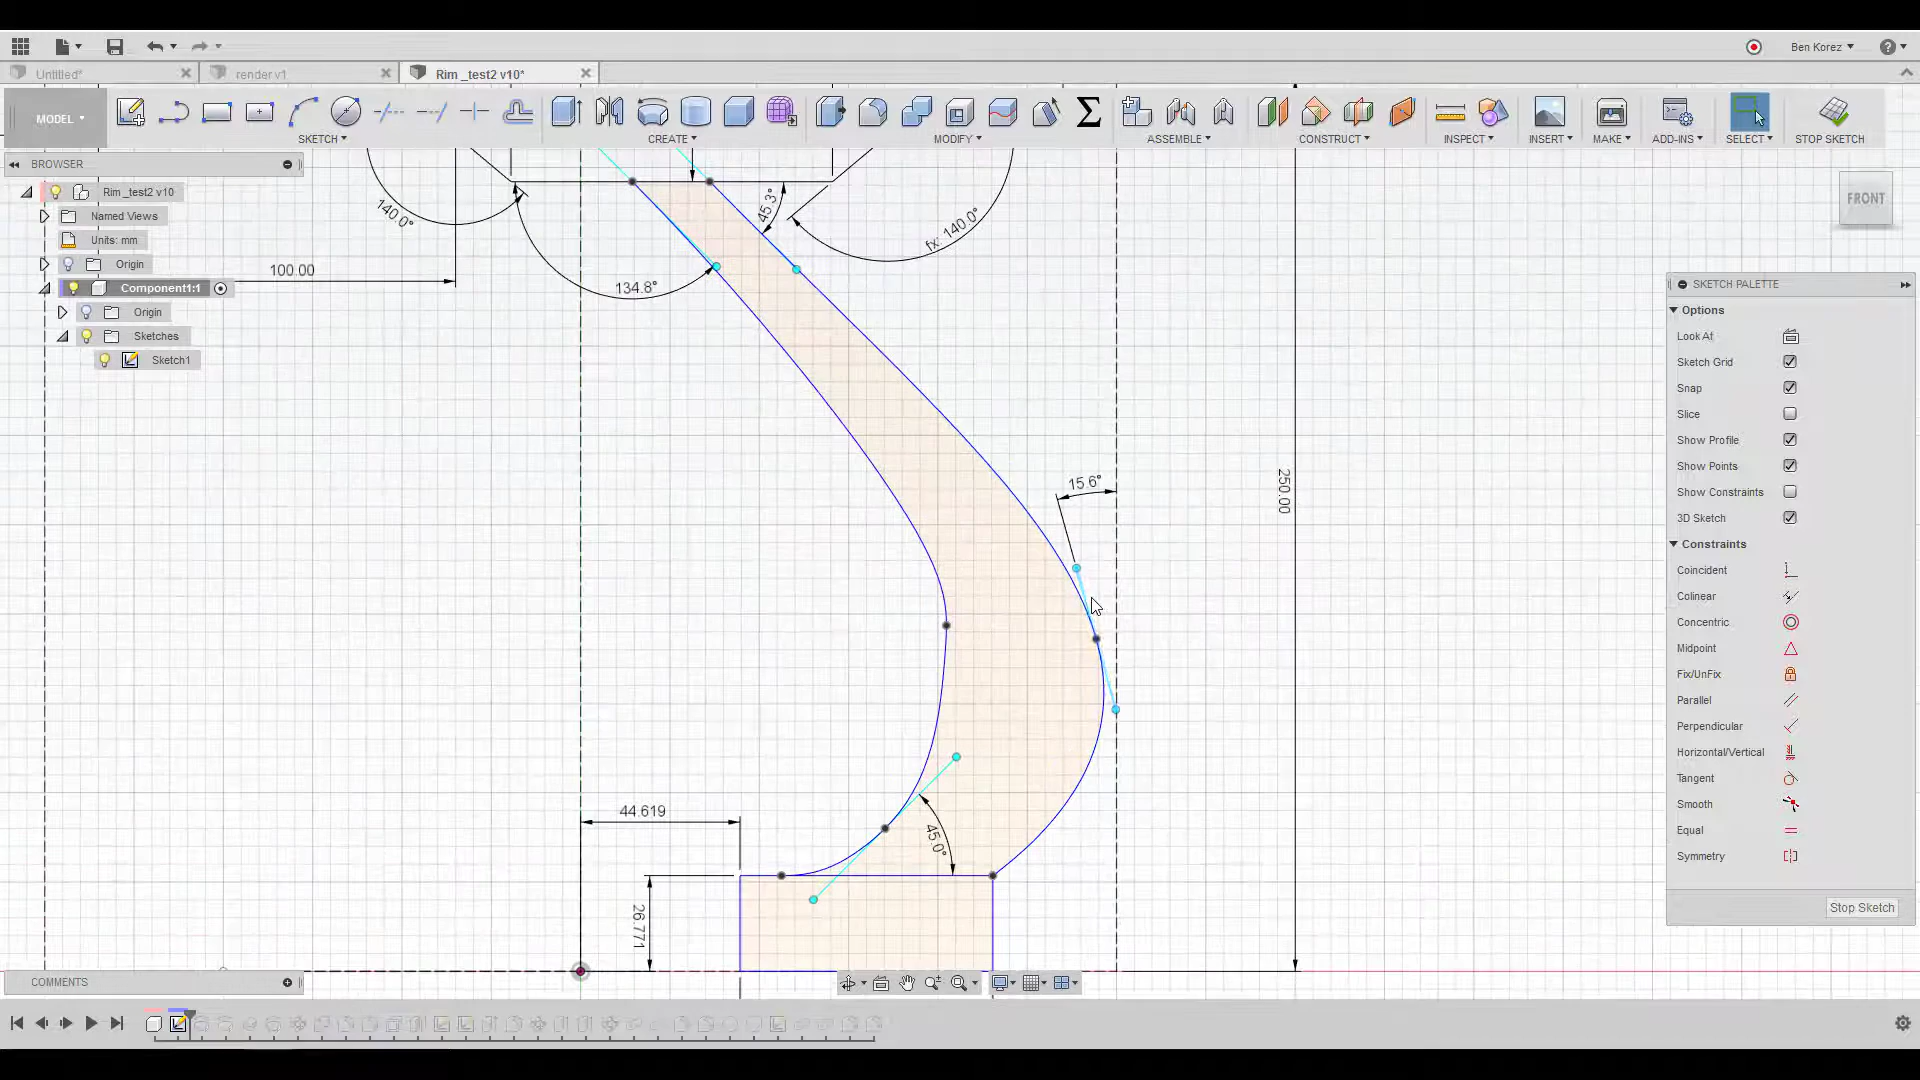 Ben Korez
Untitled*
render v1
Rim _test2 v10*
MODEL
SKETCH
CREATE
MODIFY
ASSEMBLE
CONSTRUCT
INSPECT
INSERT
MAKE
ADD-INS
SELECT
STOP SKETCH
BROWSER
Rim _test2 v10
Named Views
Units: mm
Origin
Component1:1
Origin
Sketches
Sketch1
FRONT
140.0°
45.3°
fx: 140.0°
100.00
134.8°
15.6°
250.00
44.619
45.0°
26.771
SKETCH PALETTE
Options
Look At
Sketch Grid
Snap
Slice
Show Profile
Show Points
Show Constraints
3D Sketch
Constraints
Coincident
Colinear
Concentric
Midpoint
Fix/UnFix
Parallel
Perpendicular
Horizontal/Vertical
Tangent
Smooth
Equal
Symmetry
Stop Sketch
COMMENTS